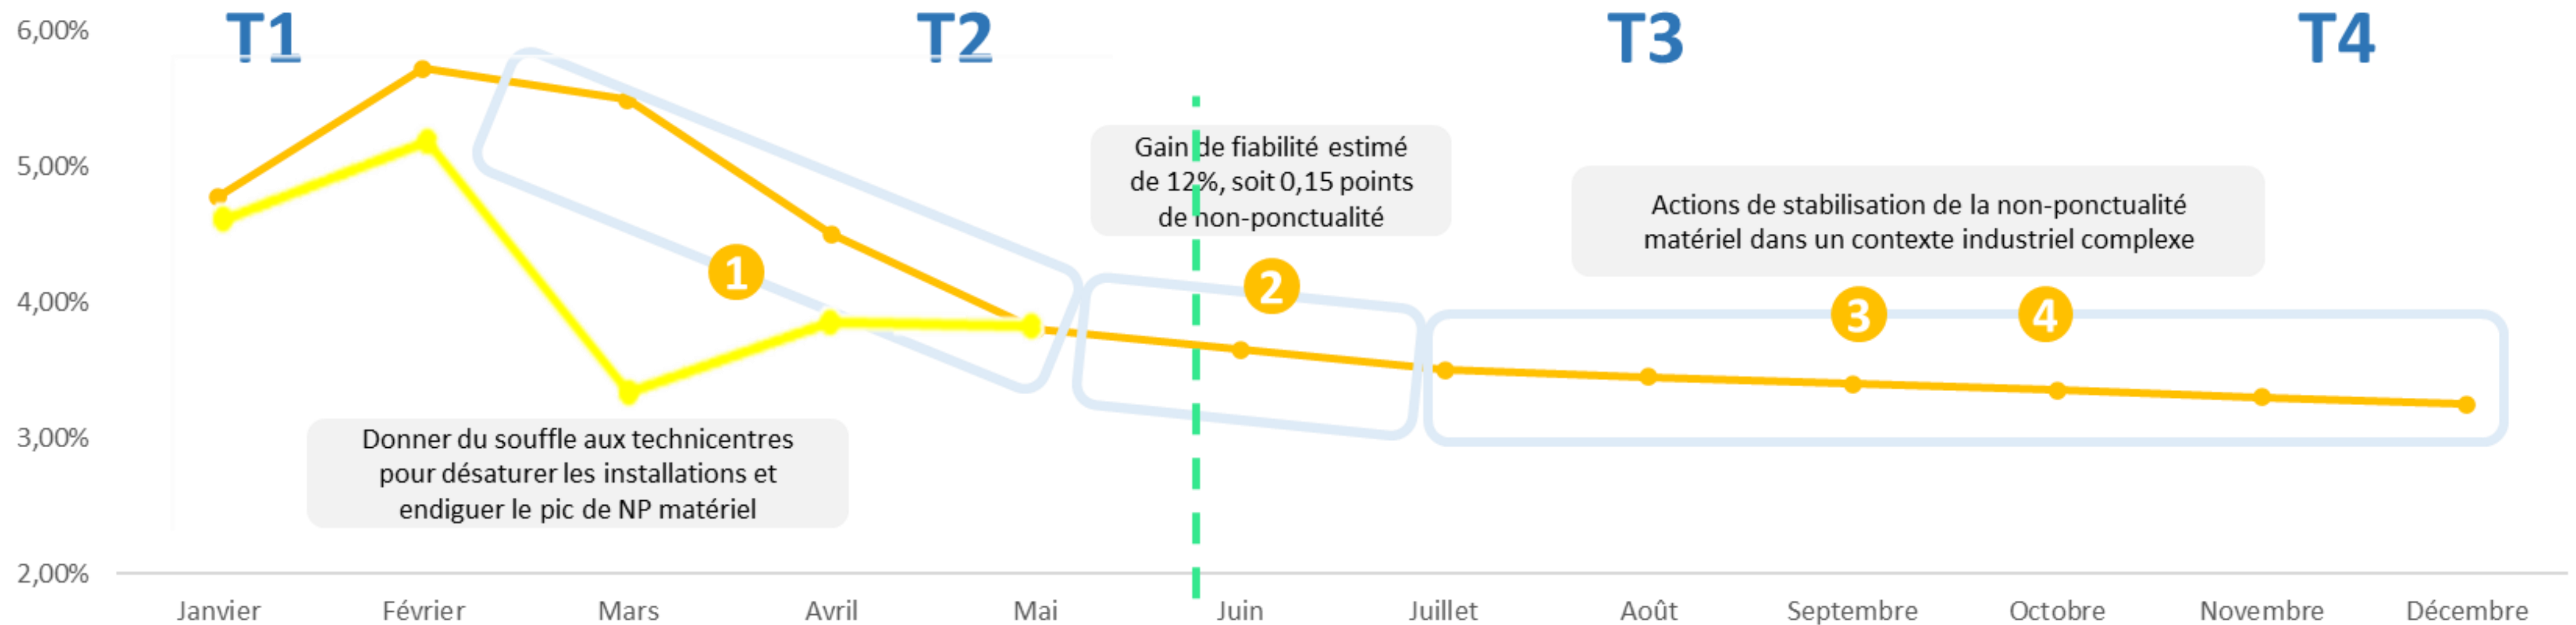 6,00%
T1
T2
T3
T4
5,00%
4,00%
3,00%
2,00%
Gain de fiabilité estimé
de 12%, soit 0,15 points
de non-ponctualité
Actions de stabilisation de la non-ponctualité
matériel dans un contexte industriel complexe
1
2
3
4
Donner du souffle aux technicentres
pour désaturer les installations et
endiguer le pic de NP matériel
Janvier
Février
Mars
Avril
Mai
Juin
Juillet
Août
Septembre
Octobre
Novembre
Décembre